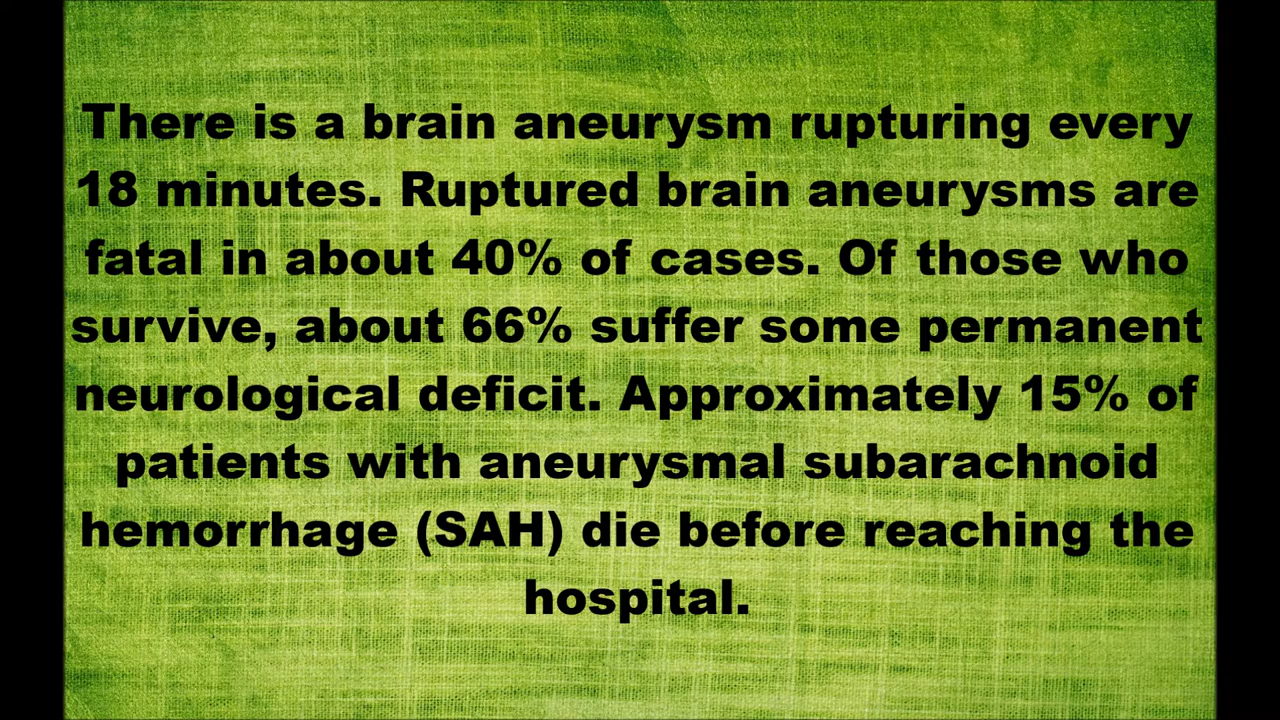 There is a brain aneurysm rupturing every
18 minutes. Ruptured brain aneurysms are
fatal in about 40% of cases. Of those who
survive, about 66% suffer some permanent
neurological deficit. Approximately 15% of
patients with aneurysmal subarachnoid
hemorrhage (SAH) die before reaching the
hospital.